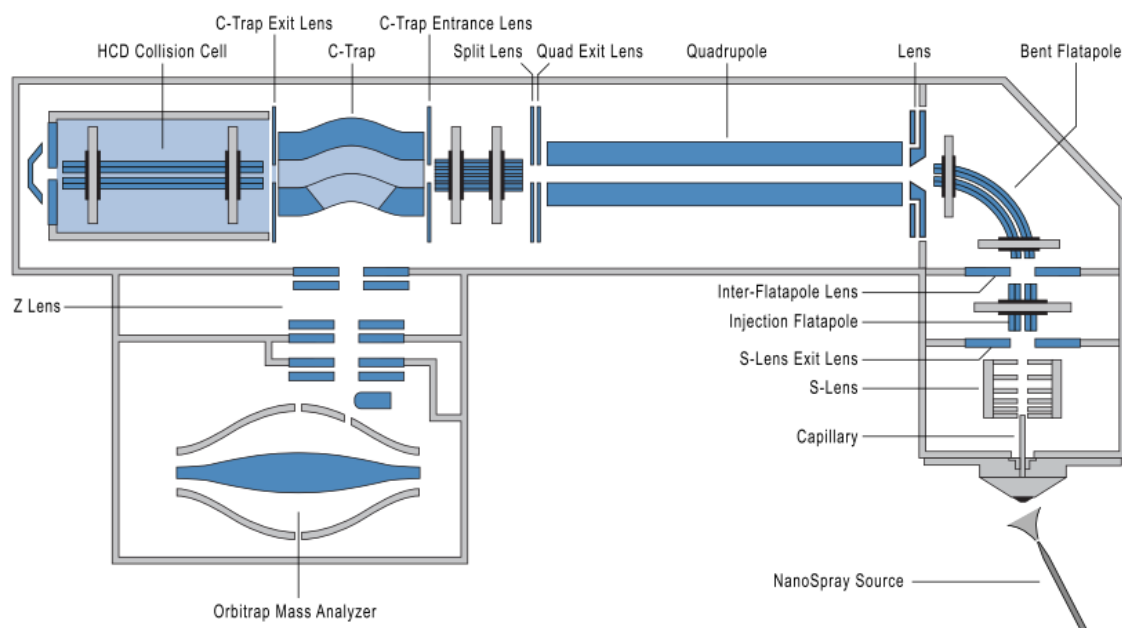 C-Trap Exit Lens
C-Trap Entrance Lens
HCD Collision Cell
C-Trap
Split Lens
Quad Exit Lens
Quadrupole
Lens
Bent Flatapole
Z Lens
Inter-Flatapole Lens
Injection Flatapole
S-Lens Exit Lens
S-Lens
Capillary
NanoSpray Source
Orbitrap Mass Analyzer